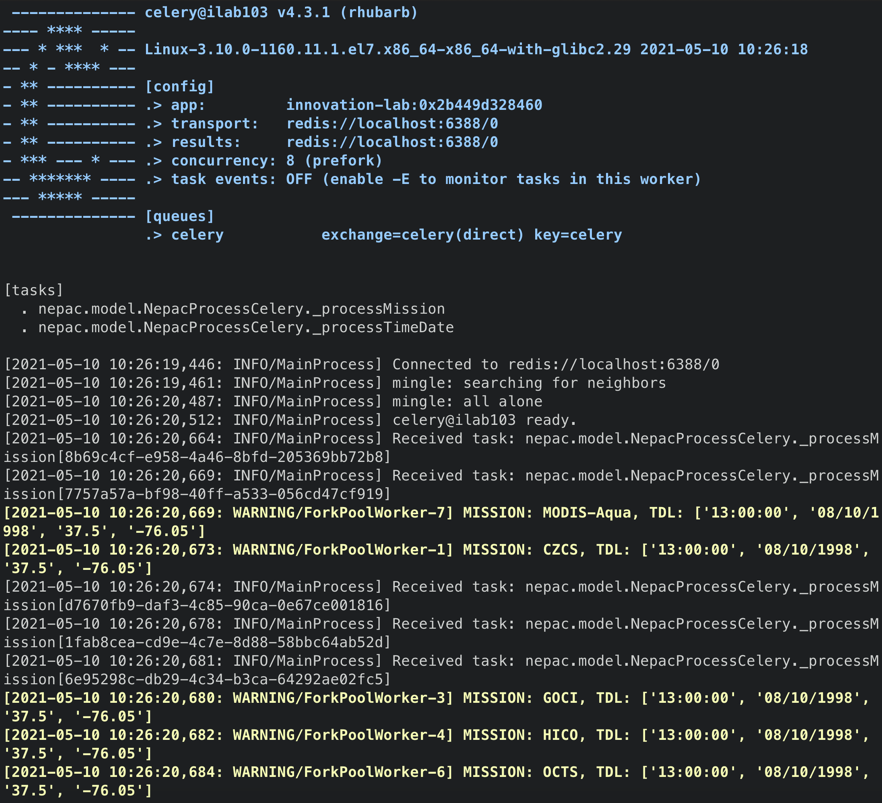 -------------- celery@ilab103 v4.3.1 (rhubarb)
---- **** -----
--- * ***  * -- Linux-3.10.0-1160.11.1.el7.x86_64-x86_64-with-glibc2.29 2021-05-10 10:26:18
-- * - **** ---
- ** ---------- [config]
- ** ---------- .> app:         innovation-lab:0x2b449d328460
- ** ---------- .> transport:   redis://localhost:6388/0
- ** ---------- .> results:     redis://localhost:6388/0
- *** --- * --- .> concurrency: 8 (prefork)
-- ******* ---- .> task events: OFF (enable -E to monitor tasks in this worker)
--- ***** -----
 -------------- [queues]
                .> celery           exchange=celery(direct) key=celery
[tasks]
  . nepac.model.NepacProcessCelery._processMission
  . nepac.model.NepacProcessCelery._processTimeDate
[2021-05-10 10:26:19,446: INFO/MainProcess] Connected to redis://localhost:6388/0
[2021-05-10 10:26:19,461: INFO/MainProcess] mingle: searching for neighbors
[2021-05-10 10:26:20,487: INFO/MainProcess] mingle: all alone
[2021-05-10 10:26:20,512: INFO/MainProcess] celery@ilab103 ready.
[2021-05-10 10:26:20,664: INFO/MainProcess] Received task: nepac.model.NepacProcessCelery._processM
ission[8b69c4cf-e958-4a46-8bfd-205369bb72b8]
[2021-05-10 10:26:20,669: INFO/MainProcess] Received task: nepac.model.NepacProcessCelery._processM
ission[7757a57a-bf98-40ff-a533-056cd47cf919]
[2021-05-10 10:26:20,669: WARNING/ForkPoolWorker-7] MISSION: MODIS-Aqua, TDL: ['13:00:00', '08/10/1
998', '37.5', '-76.05']
[2021-05-10 10:26:20,673: WARNING/ForkPoolWorker-1] MISSION: CZCS, TDL: ['13:00:00', '08/10/1998',
'37.5', '-76.05']
[2021-05-10 10:26:20,674: INFO/MainProcess] Received task: nepac.model.NepacProcessCelery._processM
ission[d7670fb9-daf3-4c85-90ca-0e67ce001816]
[2021-05-10 10:26:20,678: INFO/MainProcess] Received task: nepac.model.NepacProcessCelery._processM
ission[1fab8cea-cd9e-4c7e-8d88-58bbc64ab52d]
[2021-05-10 10:26:20,681: INFO/MainProcess] Received task: nepac.model.NepacProcessCelery._processM
ission[6e95298c-db29-4c34-b3ca-64292ae02fc5]
[2021-05-10 10:26:20,680: WARNING/ForkPoolWorker-3] MISSION: GOCI, TDL: ['13:00:00', '08/10/1998',
'37.5', '-76.05']
[2021-05-10 10:26:20,682: WARNING/ForkPoolWorker-4] MISSION: HICO, TDL: ['13:00:00', '08/10/1998',
'37.5', '-76.05']
[2021-05-10 10:26:20,684: WARNING/ForkPoolWorker-6] MISSION: OCTS, TDL: ['13:00:00', '08/10/1998',
'37.5', '-76.05']